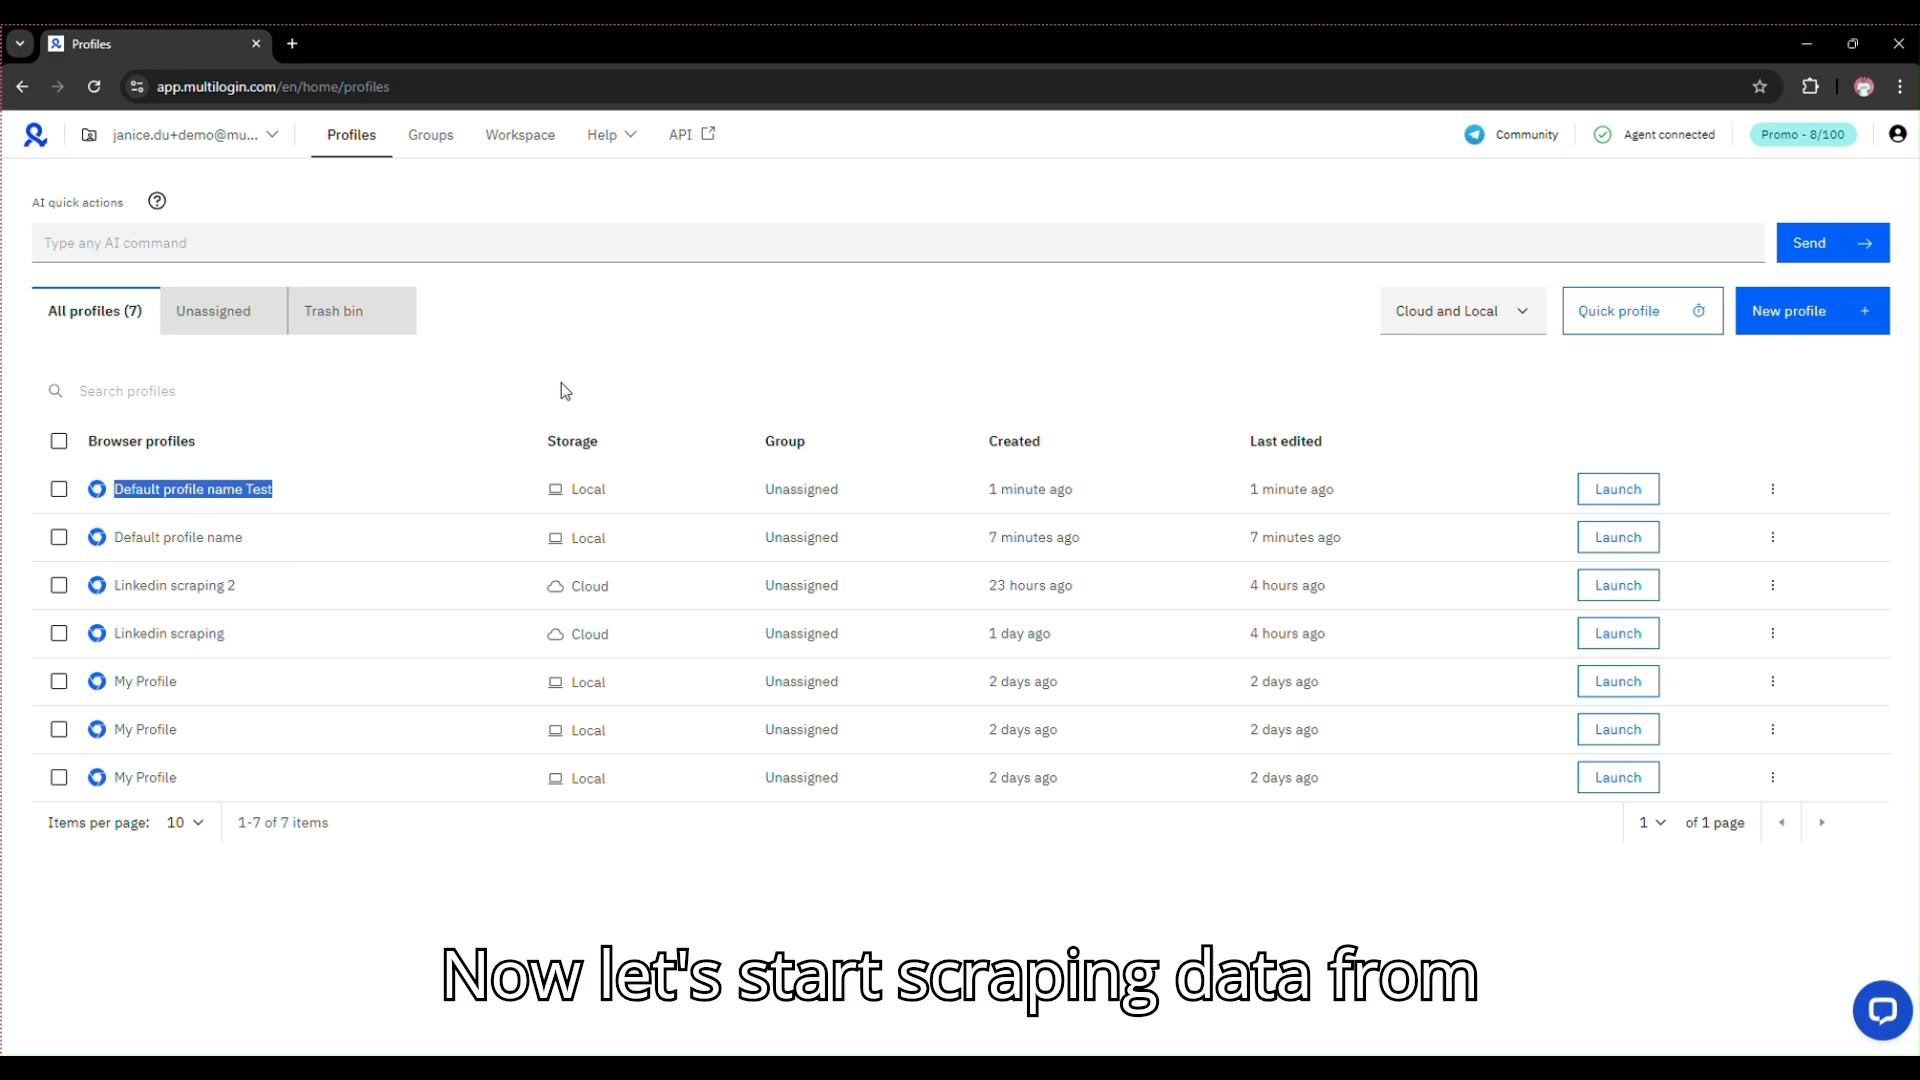 Profiles
app.multilogin.com/en/home/profiles
janice.du+demo@mu... Profiles Groups Workspace Help API Community Agent connected Promo - 8/100
AI quick actions
Type any AI command Send
All profiles (7) Unassigned Trash bin Cloud and Local Quick profile New profile +
Search profiles
Browser profiles Storage Group Created Last edited
Default profile name Test Local Unassigned 1 minute ago 1 minute ago Launch
Default profile name Local Unassigned 7 minutes ago 7 minutes ago Launch
Linkedin scraping 2 Cloud Unassigned 23 hours ago 4 hours ago Launch
Linkedin scraping Cloud Unassigned 1 day ago 4 hours ago Launch
My Profile Local Unassigned 2 days ago 2 days ago Launch
My Profile Local Unassigned 2 days ago 2 days ago Launch
My Profile Local Unassigned 2 days ago 2 days ago Launch
Items per page: 10 1-7 of 7 items 1 of 1 page
Now let's start scraping data from